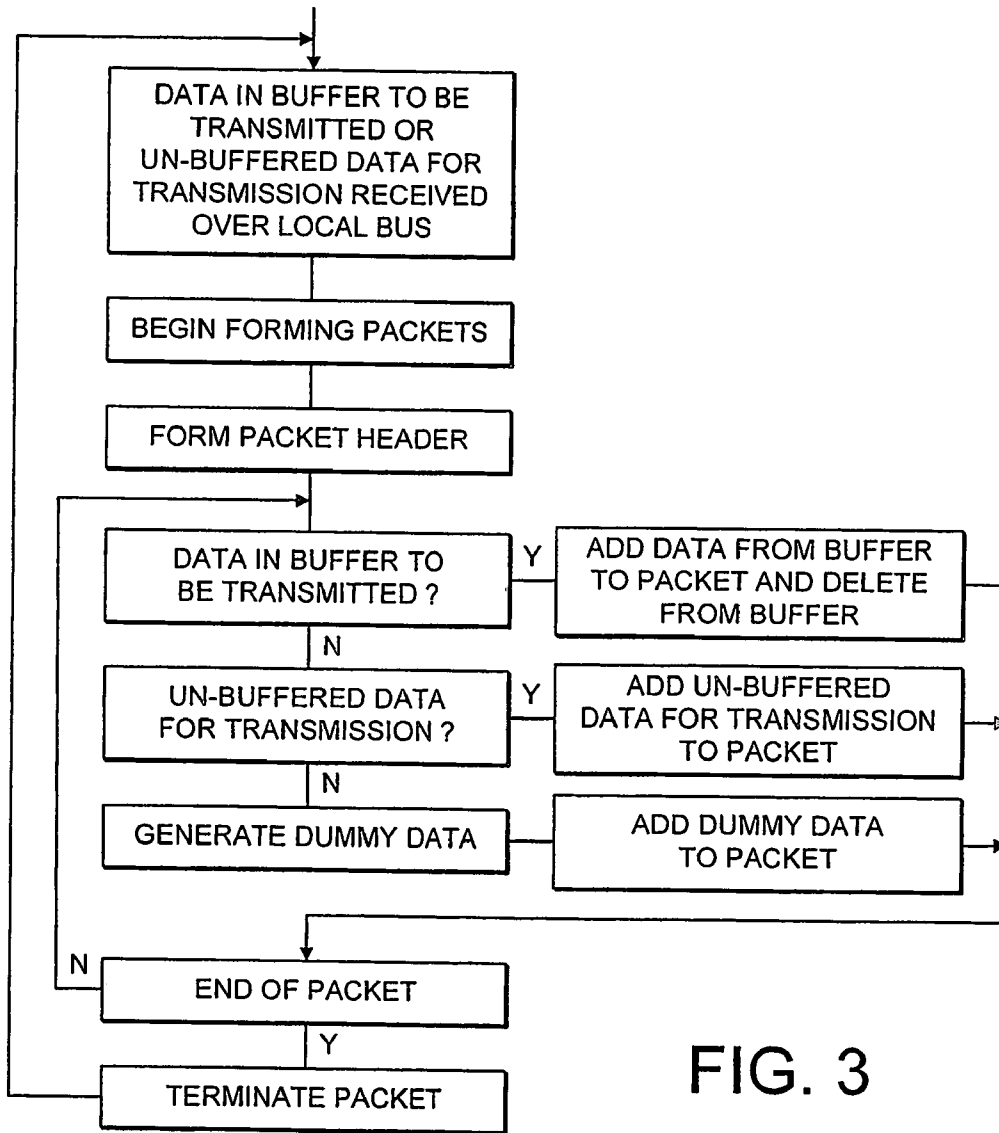 DATA IN BUFFER TO BE
TRANSMITTED OR
UN-BUFFERED DATA FOR
TRANSMISSION RECEIVED
OVER LOCAL BUS
BEGIN FORMING PACKETS
FORM PACKET HEADER
DATA IN BUFFER TO
BE TRANSMITTED ?
Y
ADD DATA FROM BUFFER
TO PACKET AND DELETE
FROM BUFFER
N
UN-BUFFERED DATA
FOR TRANSMISSION ?
Y
ADD UN-BUFFERED
DATA FOR TRANSMISSION
TO PACKET
N
GENERATE DUMMY DATA
ADD DUMMY DATA
TO PACKET
N
END OF PACKET
Y
TERMINATE PACKET
FIG. 3